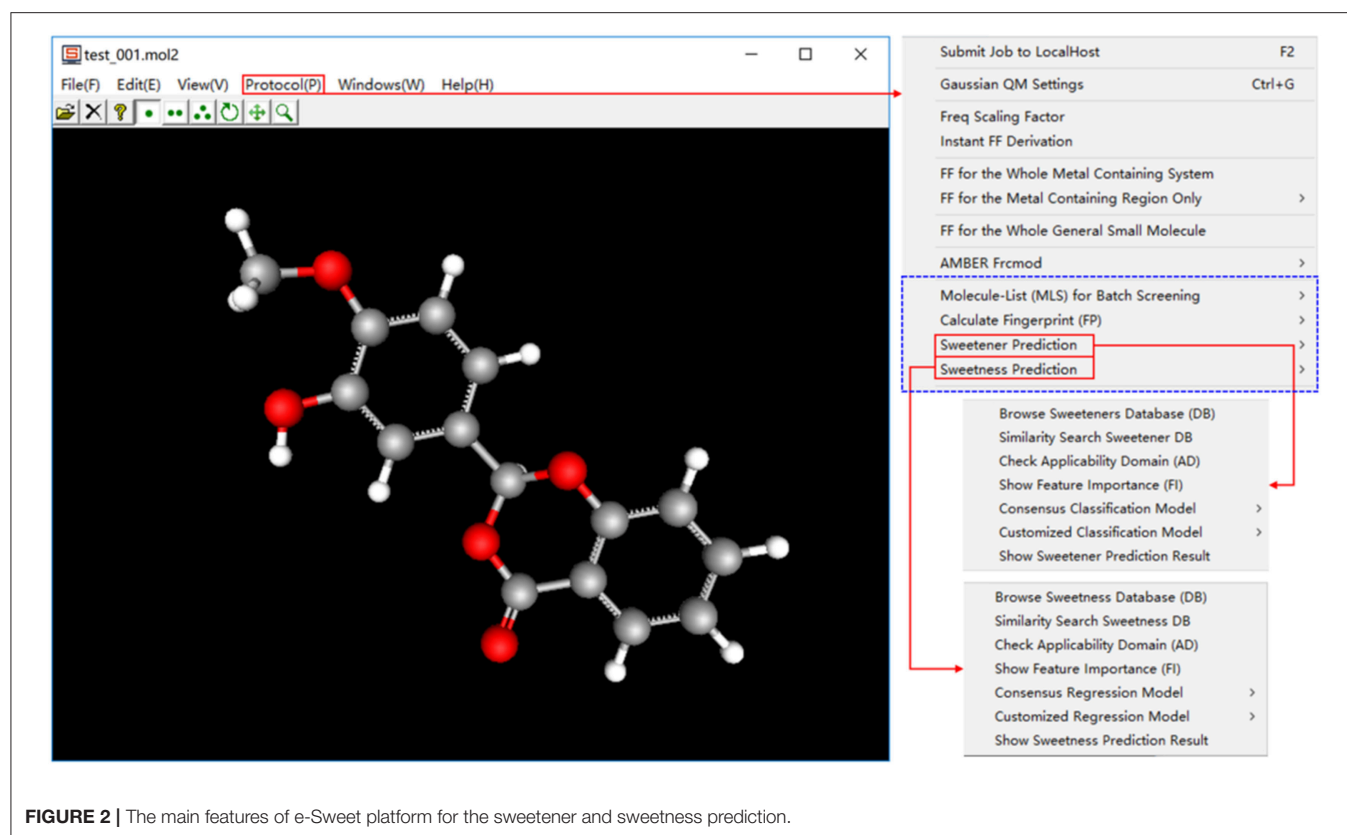 test_001.mol2
File(F) Edit(E) View(V) Protocol(P) Windows(W) Help(H)
Submit Job to LocalHost F2
Gaussian QM Settings Ctrl+G
Freq Scaling Factor
Instant FF Derivation
FF for the Whole Metal Containing System
FF for the Metal Containing Region Only
FF for the Whole General Small Molecule
AMBER Frcmod
Molecule-List (MLS) for Batch Screening
Calculate Fingerprint (FP)
Sweetener Prediction
Sweetness Prediction
Browse Sweeteners Database (DB)
Similarity Search Sweetener DB
Check Applicability Domain (AD)
Show Feature Importance (FI)
Consensus Classification Model
Customized Classification Model
Show Sweetener Prediction Result
Browse Sweetness Database (DB)
Similarity Search Sweetness DB
Check Applicability Domain (AD)
Show Feature Importance (FI)
Consensus Regression Model
Customized Regression Model
Show Sweetness Prediction Result
FIGURE 2 | The main features of e-Sweet platform for the sweetener and sweetness prediction.